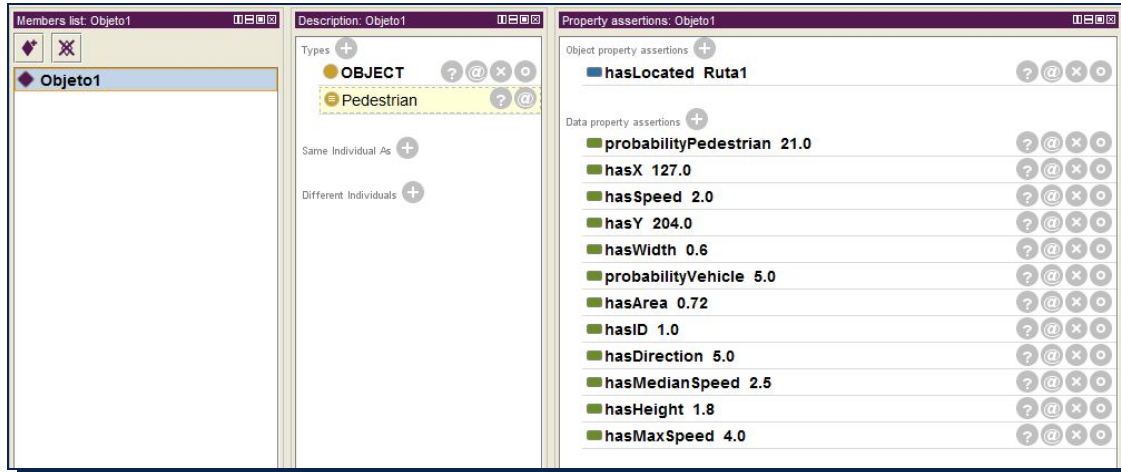 Members list: Objeto1
Objeto1
Description: Objeto1
Types
OBJECT
Pedestrian
Same Individual As
Different Individuals
Property assertions: Objeto1
Object property assertions
hasLocated Ruta1
Data property assertions
probabilityPedestrian 21.0
hasX 127.0
hasSpeed 2.0
hasY 204.0
hasWidth 0.6
probabilityVehicle 5.0
hasArea 0.72
hasID 1.0
hasDirection 5.0
hasMedianSpeed 2.5
hasHeight 1.8
hasMaxSpeed 4.0